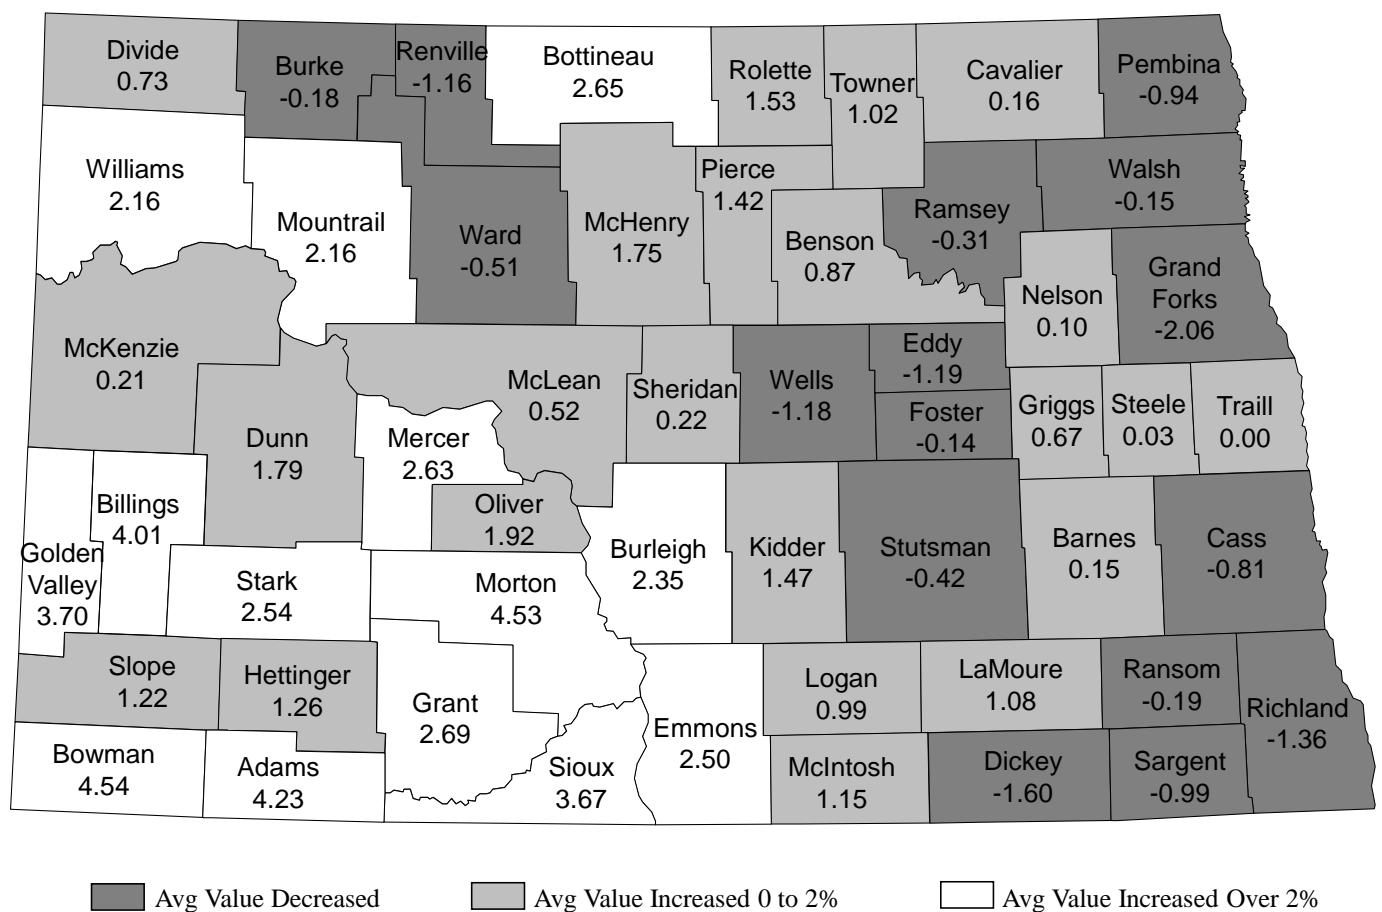 Divide
0.73
Burke
-0.18
Renville
-1.16
Bottineau
2.65
Rolette
1.53
Towner
1.02
Cavalier
0.16
Pembina
-0.94
Williams
2.16
Mountrail
2.16
Ward
-0.51
McHenry
1.75
Pierce
1.42
Benson
0.87
Ramsey
-0.31
Walsh
-0.15
Nelson
0.10
Grand
Forks
-2.06
McKenzie
0.21
Dunn
1.79
McLean
0.52
Sheridan
0.22
Wells
-1.18
Eddy
-1.19
Foster
-0.14
Griggs
0.67
Steele
0.03
Traill
0.00
Mercer
2.63
Oliver
1.92
Billings
4.01
Golden
Valley
3.70
Stark
2.54
Morton
4.53
Burleigh
2.35
Kidder
1.47
Stutsman
-0.42
Barnes
0.15
Cass
-0.81
Slope
1.22
Hettinger
1.26
Grant
2.69
Emmons
2.50
Logan
0.99
LaMoure
1.08
Ransom
-0.19
Richland
-1.36
Bowman
4.54
Adams
4.23
Sioux
3.67
McIntosh
1.15
Dickey
-1.60
Sargent
-0.99
Avg Value Decreased
Avg Value Increased 0 to 2%
Avg Value Increased Over 2%